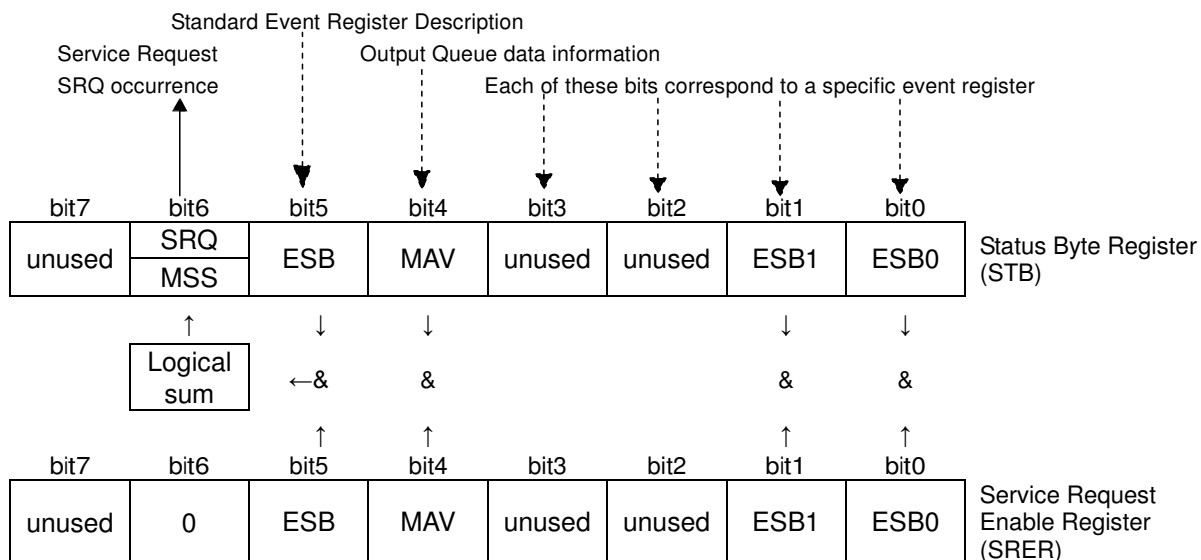 Standard Event Register Description
Service Request Output Queue data information
SRQ occurrence Each of these bits correspond to a specific event register
bit7 bit6 bit5 bit4 bit3 bit2 bit1 bit0
unused SRQ MSS ESB MAV unused unused ESB1 ESB0 Status Byte Register
(STB)
↑ ↓ ↓ ↓ ↓
Logical
sum ←& & & &
↑ ↑ ↑ ↑
bit7 bit6 bit5 bit4 bit3 bit2 bit1 bit0
unused 0 ESB MAV unused unused ESB1 ESB0 Service Request
Enable Register
(SRER)